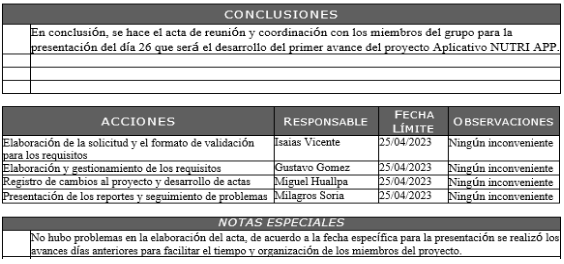 CONCLUSIONES
En conclusión, se hace el acta de reunión y coordinación con los miembros del grupo para la
presentación del día 26 que será el desarrollo del primer avance del proyecto Aplicativo NUTRI APP.
ACCIONES RESPONSABLE FECHA LÍMITE OBSERVACIONES
Elaboración de la solicitud y el formato de validación para los requisitos Isaias Vicente 25/04/2023 Ningún inconveniente
Elaboración y gestionamiento de los requisitos Gustavo Gomez 25/04/2023 Ningún inconveniente
Registro de cambios al proyecto y desarrollo de actas Miguel Huallpa 25/04/2023 Ningún inconveniente
Presentación de los reportes y seguimiento de problemas Milagros Soria 25/04/2023 Ningún inconveniente
NOTAS ESPECIALES
No hubo problemas en la elaboración del acta, de acuerdo a la fecha específica para la presentación se realizó los
avances días anteriores para facilitar el tiempo y organización de los miembros del proyecto.